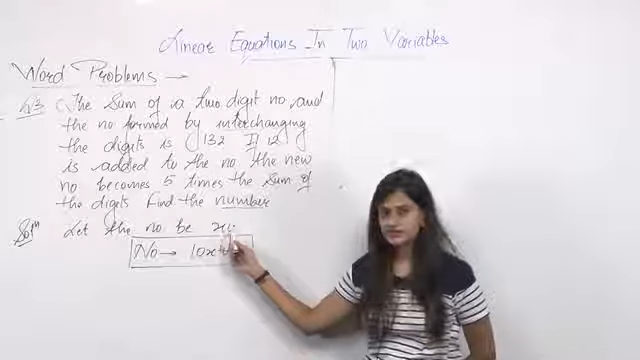 Linear Equations In Two Variables
Word Problems →
Q3 The Sum of a two digit no and
the no formed by interchanging
the digits is 132 If 12
is added to the no the new
no becomes 5 times the Sum of
the digits Find the number
Soln Let the no be xy
No → 10x+